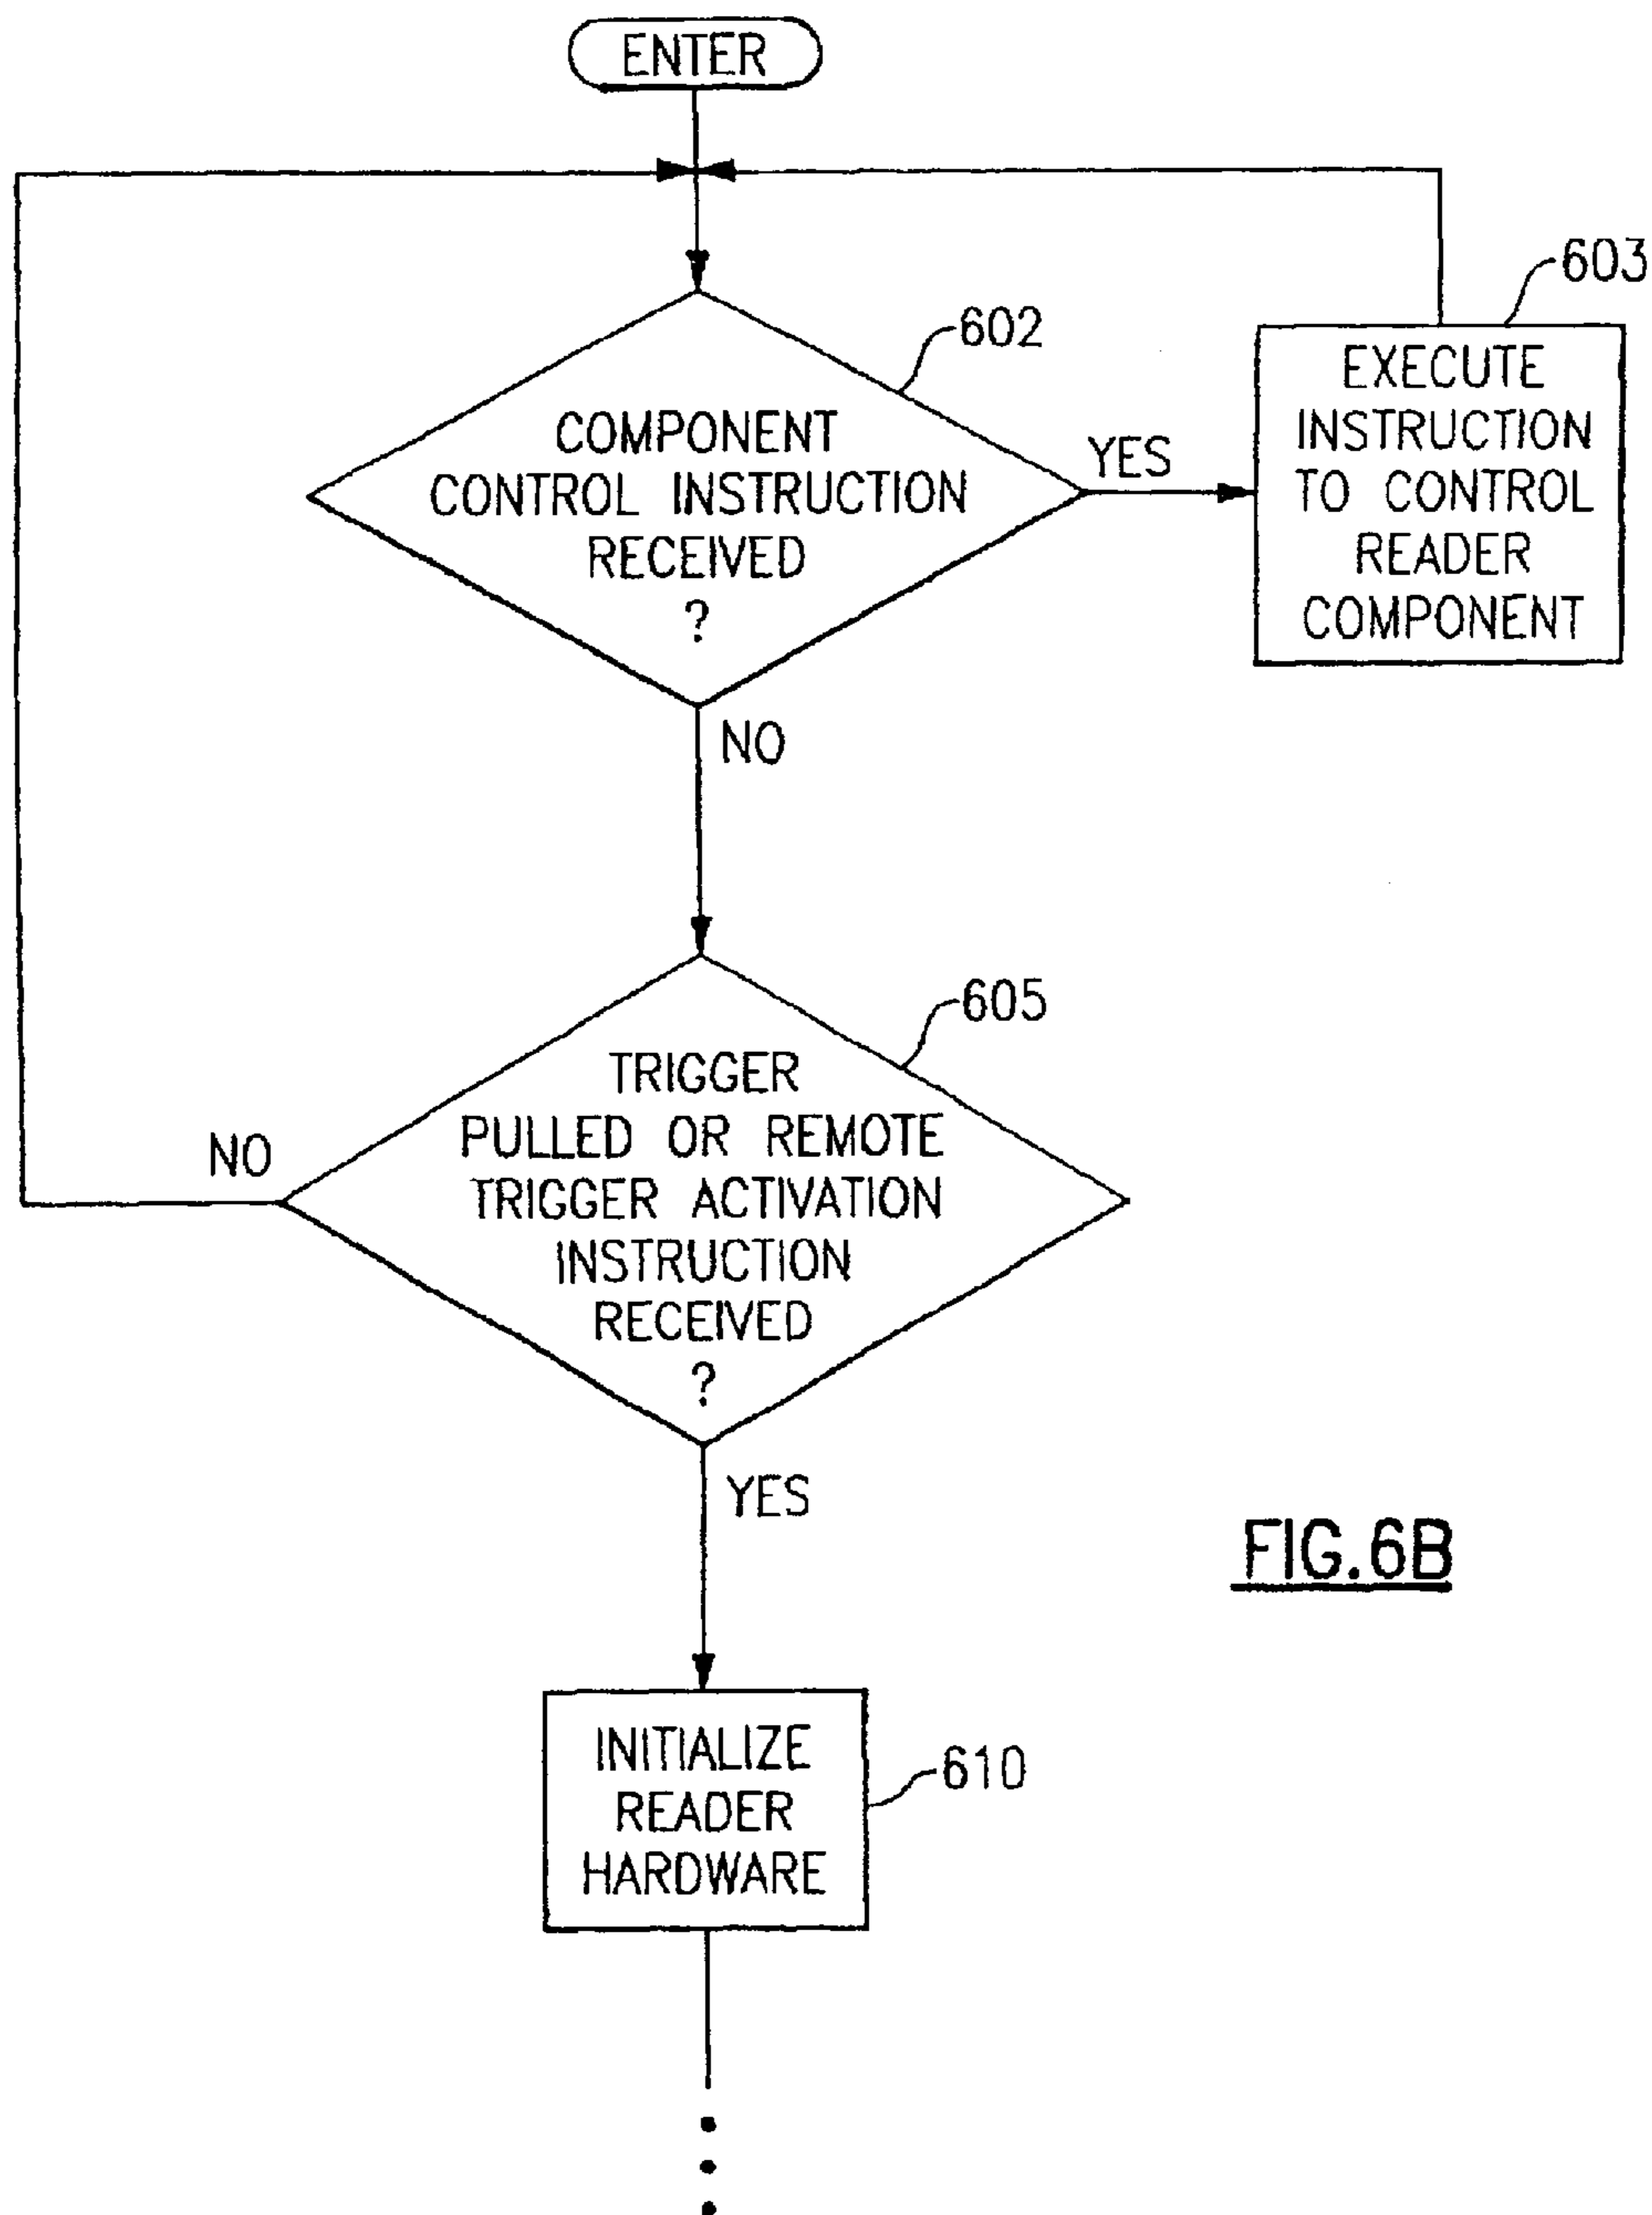 ENTER
602
603
COMPONENT
CONTROL INSTRUCTION
RECEIVED
?
YES
EXECUTE
INSTRUCTION
TO CONTROL
READER
COMPONENT
NO
605
TRIGGER
PULLED OR REMOTE
TRIGGER ACTIVATION
INSTRUCTION
RECEIVED
?
NO
YES
FIG.6B
INITIALIZE
READER
HARDWARE
610